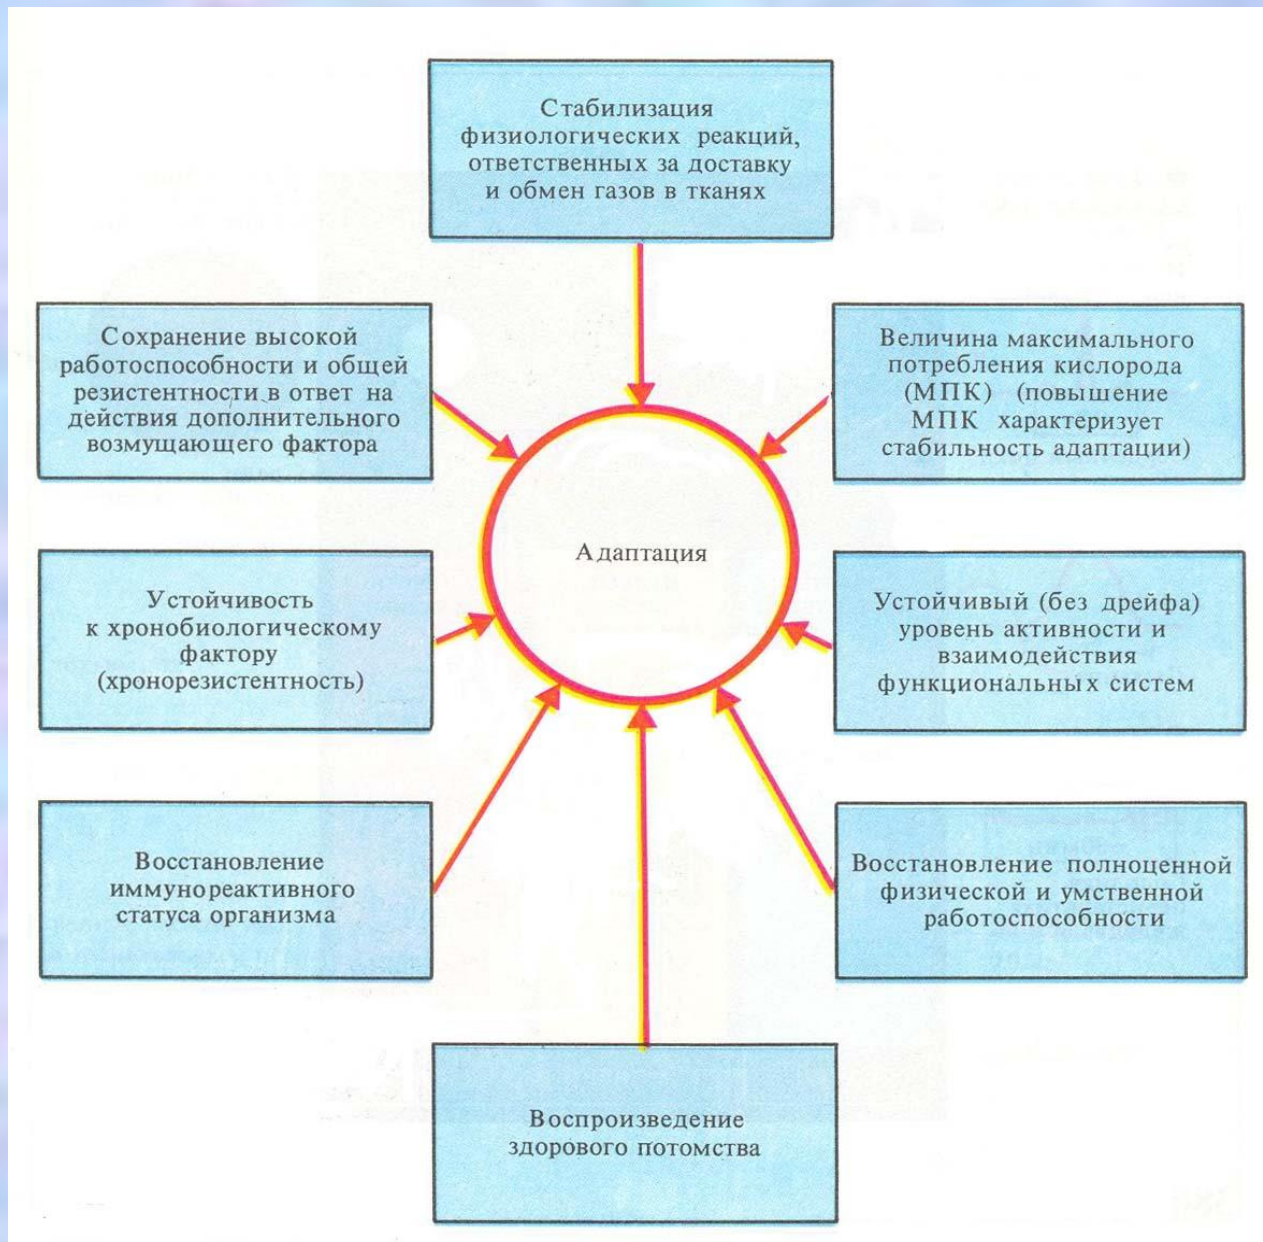 Стабилизация
физиологических реакций,
ответственных за доставку
и обмен газов в тканях
Сохранение высокой
работоспособности и общей
резистентности в ответ на
действия дополнительного
возмущающего фактора
Величина максимального
потребления кислорода
(МПК) (повышение
МПК характеризует
стабильность адаптации)
Адаптация
Устойчивость
к хронобиологическому
фактору
(хронорезистентность)
Устойчивый (без дрейфа)
уровень активности и
взаимодействия
функциональных систем
Восстановление
иммунореактивного
статуса организма
Восстановление полноценной
физической и умственной
работоспособности
Воспроизведение
здорового потомства